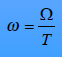 ω = Ω / T